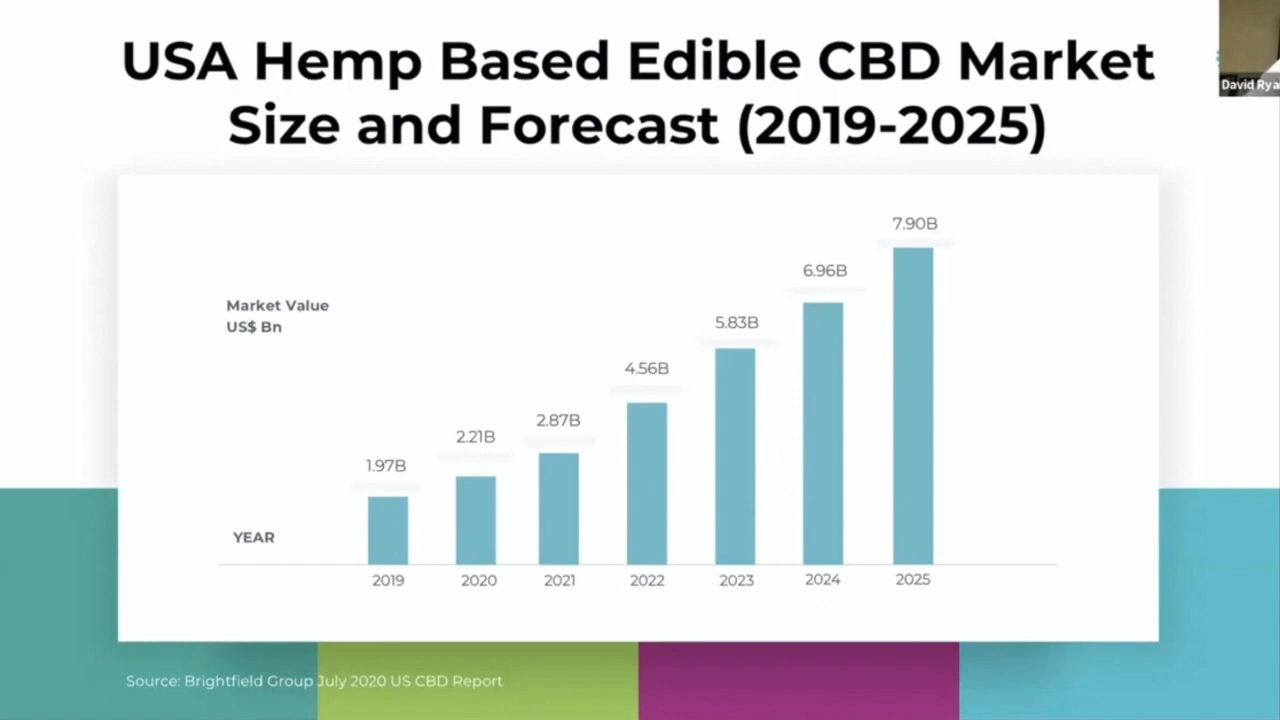 USA Hemp Based Edible CBD Market
Size and Forecast (2019-2025)
David Rya
Market Value
US$ Bn
1.97B
2.21B
2.87B
4.56B
5.83B
6.96B
7.90B
YEAR
2019
2020
2021
2022
2023
2024
2025
Source: Brightfield Group July 2020 US CBD Report